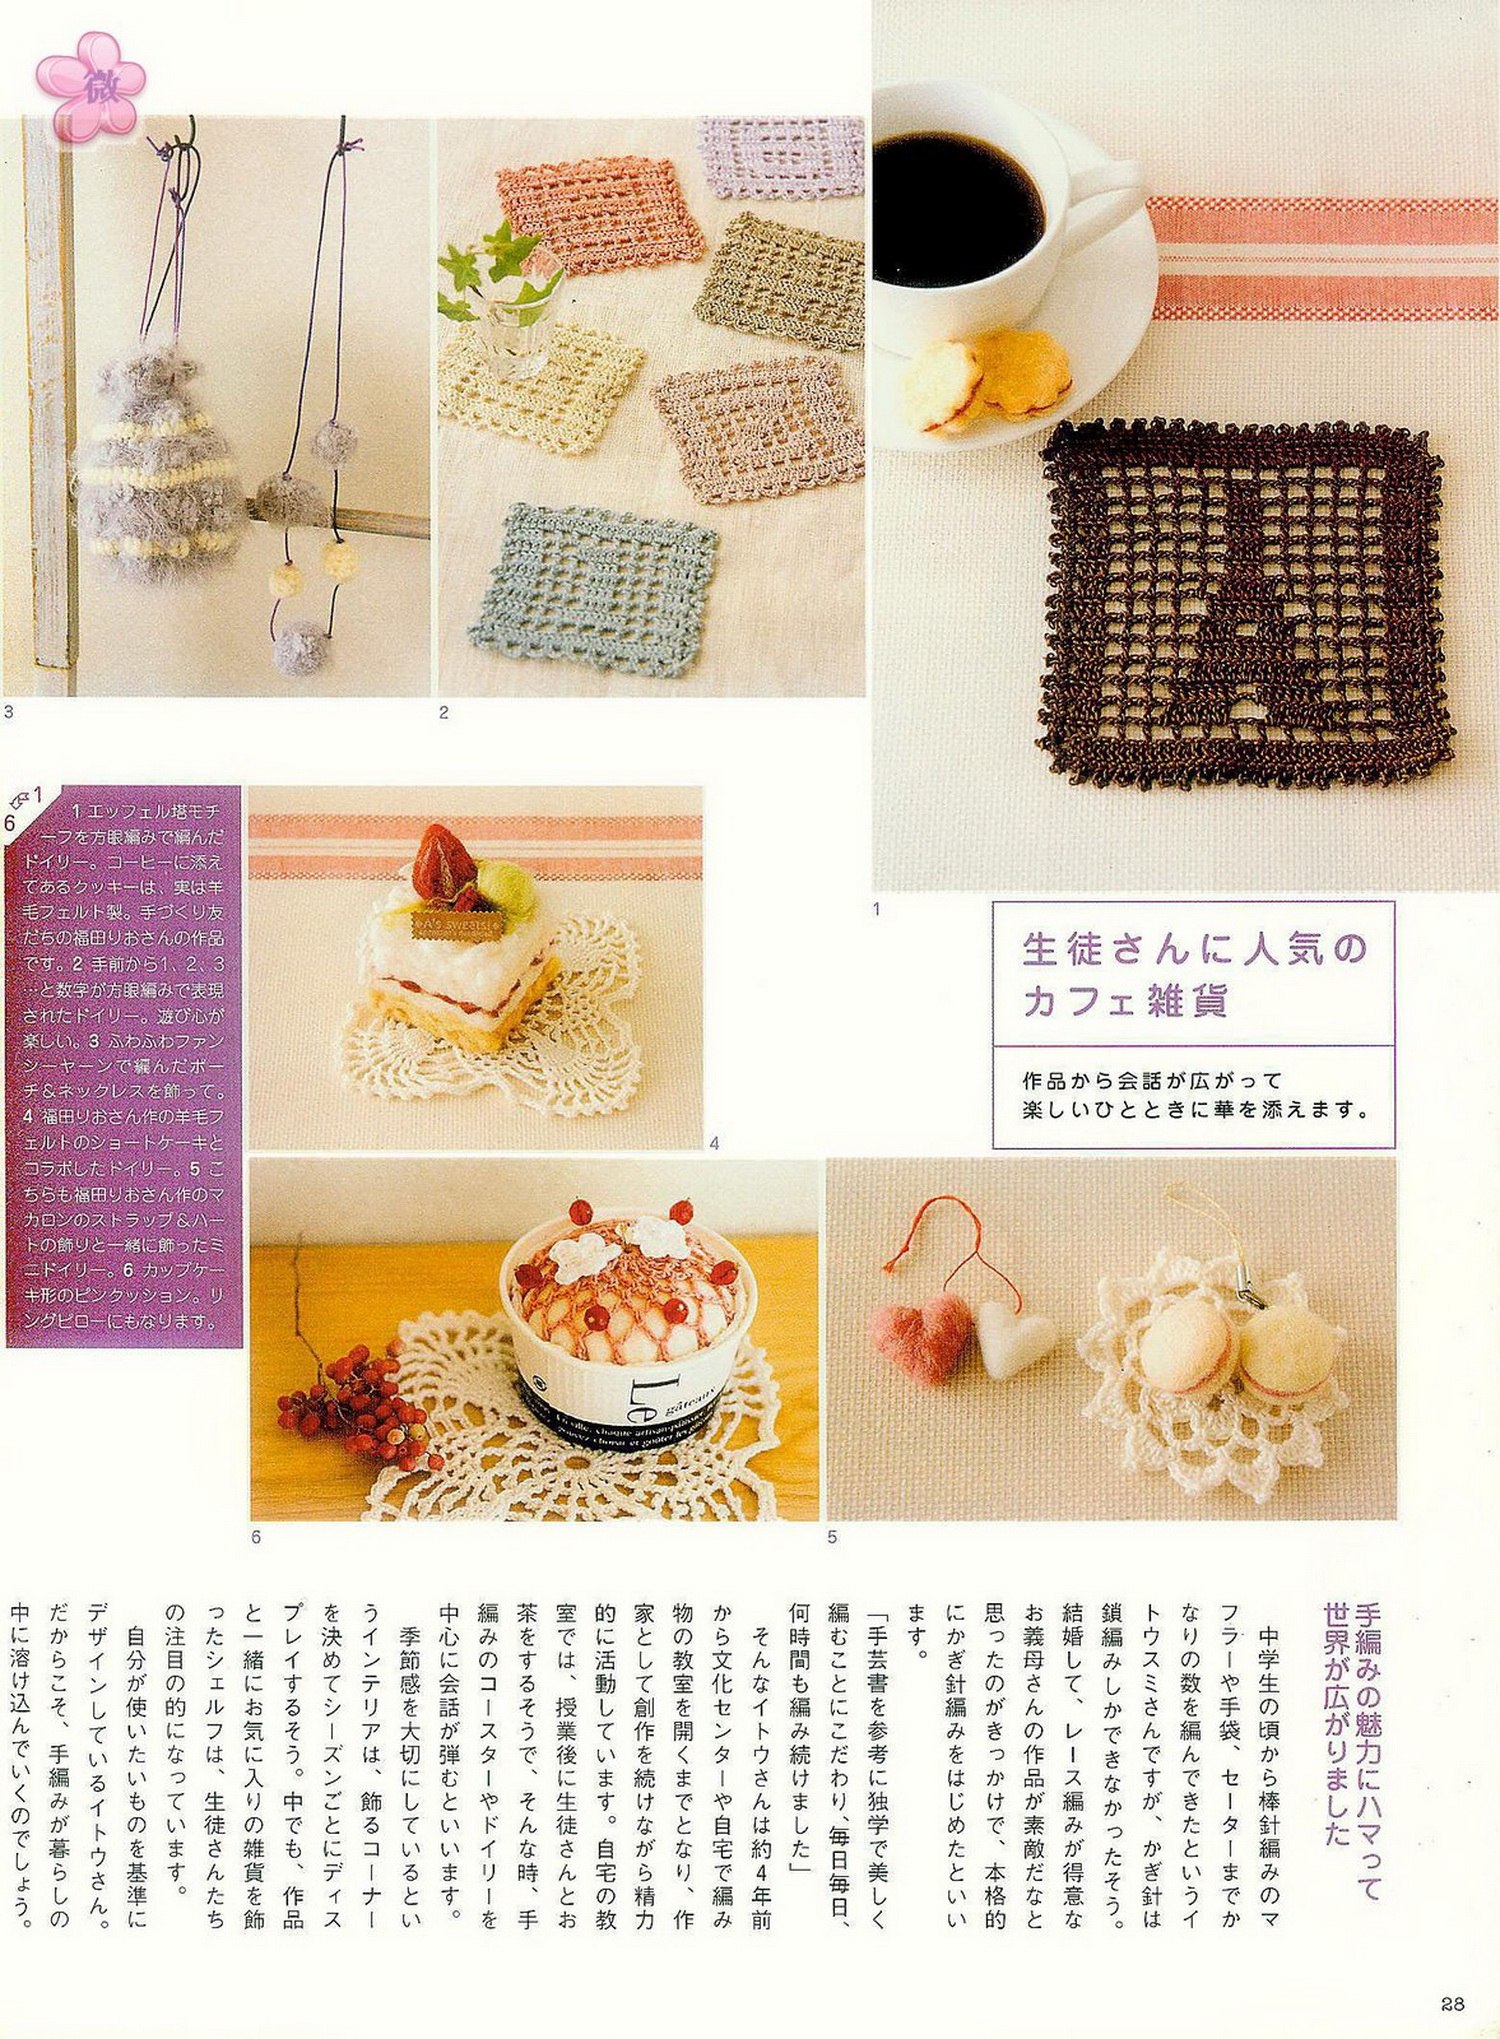 微
3
2
1
1
6
1 エッフェル塔モチ
ーフを方眼編みで編んだ
ドイリー。コーヒーに添え
てあるクッキーは、実は羊
毛フェルト製。手づくり友
だちの福田りおさんの作品
です。2 手前から1、2、3
…と数字が方眼編みで表現
されたドイリー。遊び心が
楽しい。3 ふわふわファン
シーヤーンで編んだポー
チ&ネックレスを飾って。
4 福田りおさん作の羊毛フ
ェルトのショートケーキと
コラボしたドイリー。5 こ
ちらも福田りおさん作のマ
カロンのストラップ&ハー
トの飾りと一緒に飾ったミ
ニドイリー。6 カップケー
キ形のピンクッション。リ
ングピローにもなります。
A's sweets
4
生徒さんに人気の
カフェ雑貨
作品から会話が広がって
楽しいひとときに華を添えます。
Le
gâteaux
6
5
手編みの魅力にハマって
世界が広がりました
中学生の頃から棒針編みのマ
フラーや手袋、セーターまでか
なりの数を編んできたというイ
トウスミさんですが、かぎ針は
鎖編みしかできなかったそう。
結婚して、レース編みが得意な
お義母さんの作品が素敵だなと
思ったのがきっかけで、本格的
にかぎ針編みをはじめたといい
ます。
「手芸書を参考に独学で美しく
編むことにこだわり、毎日毎日、
何時間も編み続けました」
そんなイトウさんは約4年前
から文化センターや自宅で編み
物の教室を開くまでとなり、作
家として創作を続けながら精力
的に活動しています。自宅の教
室では、授業後に生徒さんとお
茶をするそうで、そんな時、手
編みのコースターやドイリーを
中心に会話が弾むといいます。
季節感を大切にしているとい
うインテリアは、飾るコーナー
を決めてシーズンごとにディス
プレイするそう。中でも、作品
と一緒にお気に入りの雑貨を飾
ったシェルフは、生徒さんたち
の注目の的になっています。
自分が使いたいものを基準に
デザインしているイトウさん。
だからこそ、手編みが暮らしの
中に溶け込んでいくのでしょう。
28